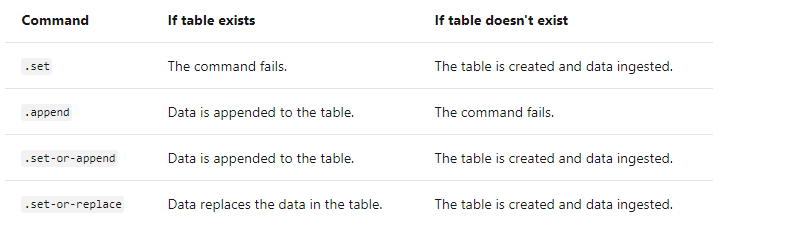 Command If table exists If table doesn't exist
.set The command fails. The table is created and data ingested.
.append Data is appended to the table. The command fails.
.set-or-append Data is appended to the table. The table is created and data ingested.
.set-or-replace Data replaces the data in the table. The table is created and data ingested.